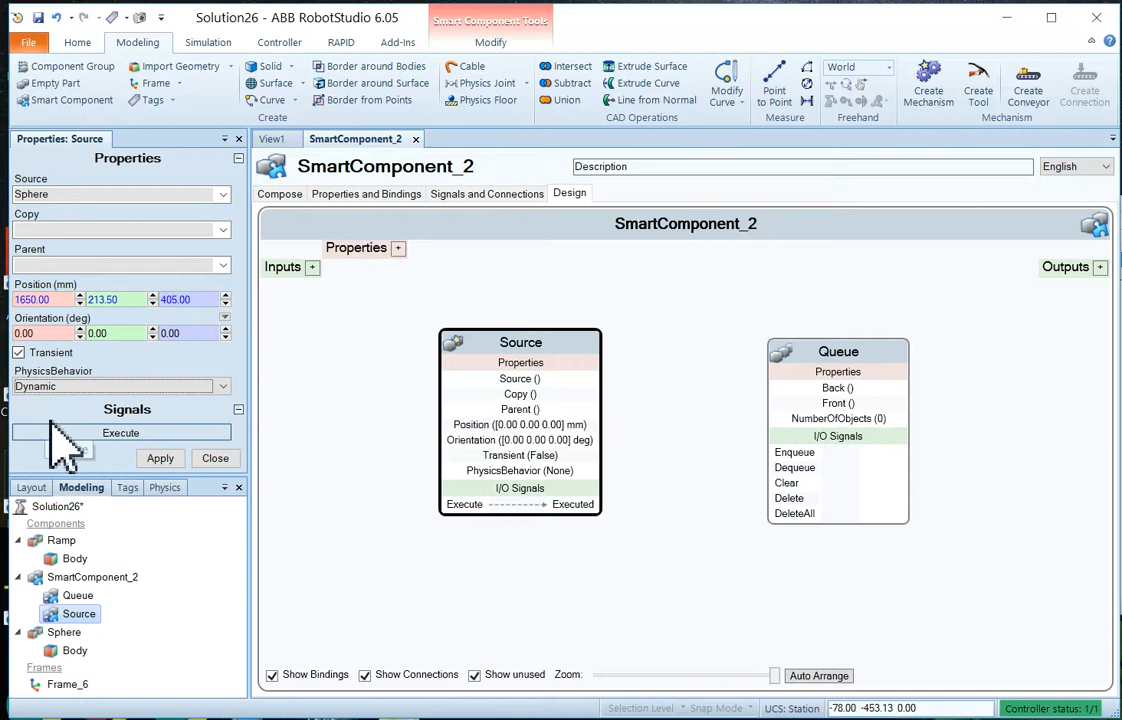 Solution26 - ABB RobotStudio 6.05
Smart Component Tools
File Home Modeling Simulation Controller RAPID Add-Ins Modify
Component Group
Empty Part
Smart Component
Import Geometry
Frame
Tags
Solid
Surface
Curve
Border around Bodies
Border around Surface
Border from Points
Create
Cable
Physics Joint
Physics Floor
Intersect
Subtract
Union
Extrude Surface
Extrude Curve
Line from Normal
CAD Operations
Modify
Curve
Point
to Point
Measure
World
Freehand
Create
Mechanism
Create
Tool
Create
Conveyor
Create
Connection
Mechanism
Properties: Source
Properties
Source
Sphere
Copy
Parent
Position (mm)
1650.00 213.50 405.00
Orientation (deg)
0.00 0.00 0.00
Transient
PhysicsBehavior
Dynamic
Signals
Execute
Apply Close
Layout Modeling Tags Physics
Solution26*
Components
Ramp
Body
SmartComponent_2
Queue
Source
Sphere
Body
Frames
Frame_6
View1 SmartComponent_2
SmartComponent_2
Description
English
Compose Properties and Bindings Signals and Connections Design
SmartComponent_2
Properties +
Inputs +
Outputs +
Source
Properties
Source ()
Copy ()
Parent ()
Position ([0.00 0.00 0.00] mm)
Orientation ([0.00 0.00 0.00] deg)
Transient (False)
PhysicsBehavior (None)
I/O Signals
Execute Executed
Queue
Properties
Back ()
Front ()
NumberOfObjects (0)
I/O Signals
Enqueue
Dequeue
Clear
Delete
DeleteAll
Show Bindings Show Connections Show unused Zoom: Auto Arrange
Selection Level Snap Mode UCS: Station -78.00 -453.13 0.00 Controller status: 1/1